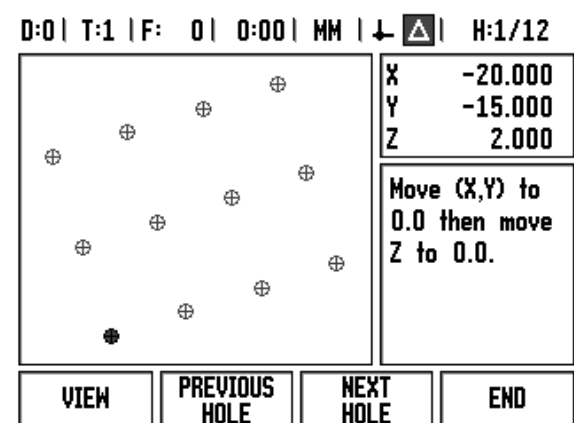 D:0 | T:1 | F: 0 | 0:00 | MM | Δ | H:1/12
X -20.000
Y -15.000
Z 2.000
Move (X,Y) to
0.0 then move
Z to 0.0.
VIEW
PREVIOUS
HOLE
NEXT
HOLE
END